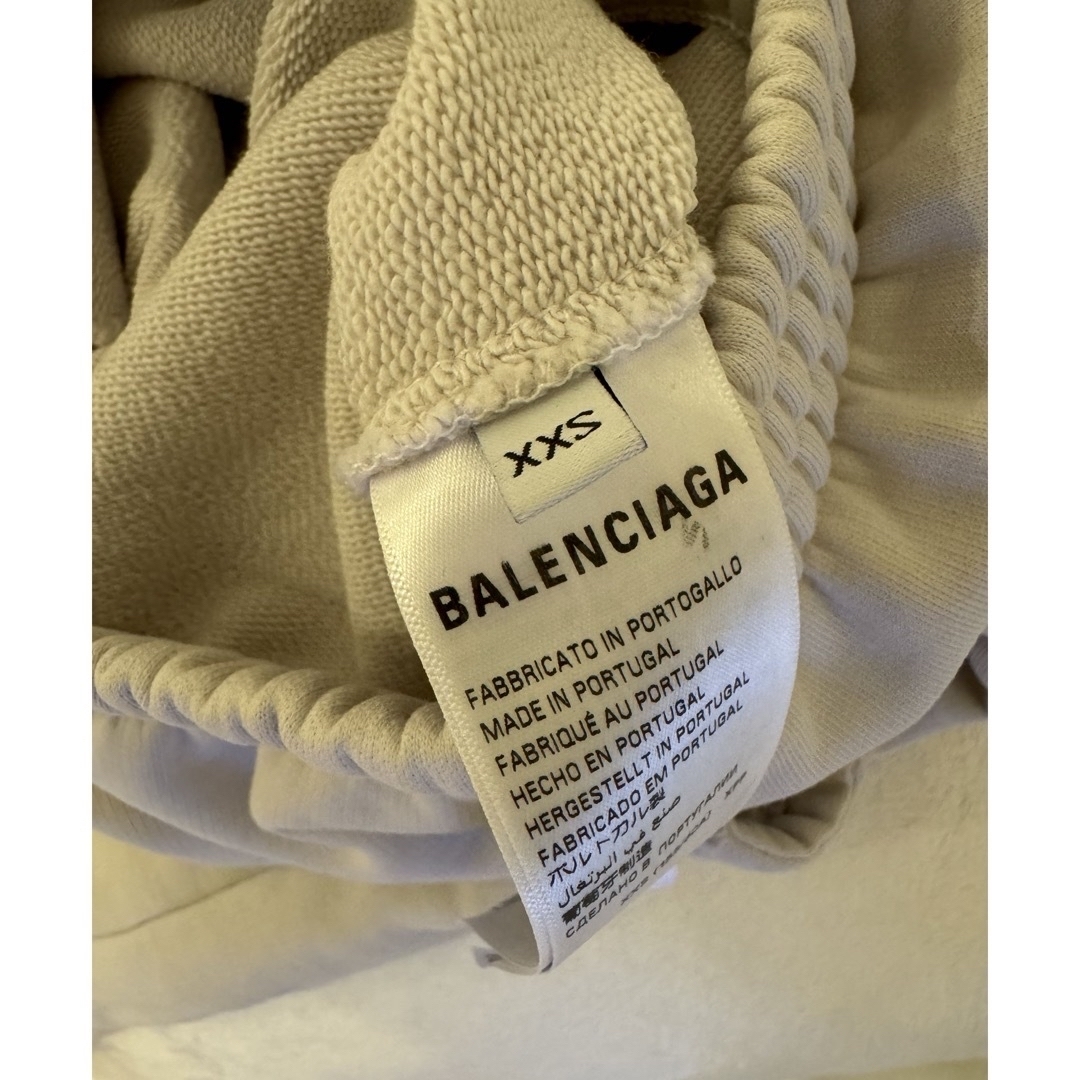 XXS
BALENCIAGA
FABBRICATO IN PORTOGALLO
MADE IN PORTUGAL
FABRIQUÉ AU PORTUGAL
HECHO EN PORTUGAL
HERGESTELLT IN PORTUGAL
FABRICADO EM PORTUGAL
ポルトガル製
صنع في البرتغال
葡萄牙制造
СДЕЛАНО В ПОРТУГАЛИИ